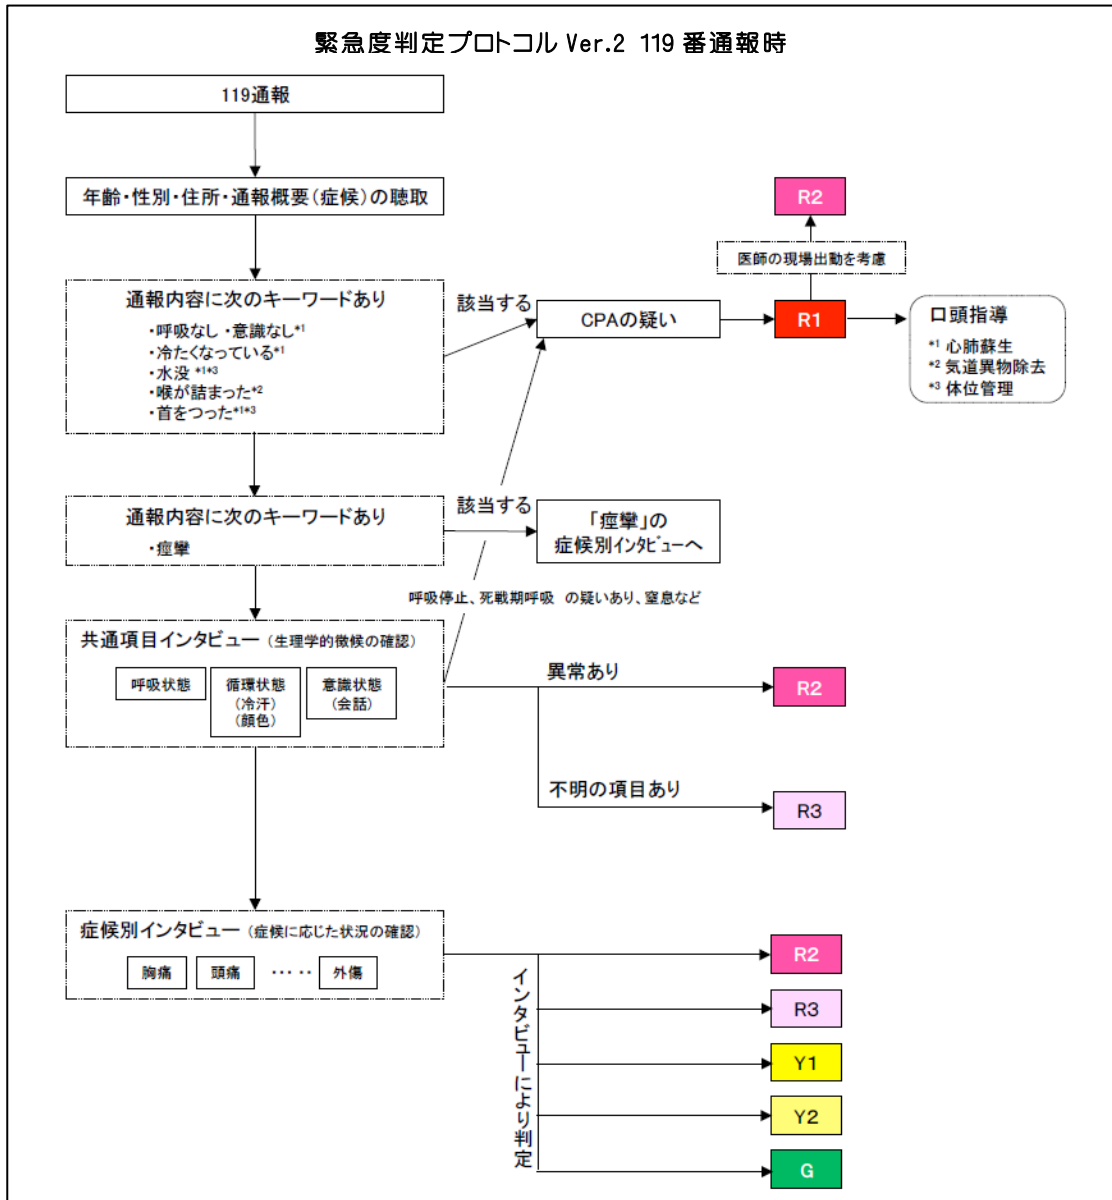 緊急度判定プロトコル Ver.2 119 番通報時
119通報
年齢・性別・住所・通報概要(症候)の聴取
R2
医師の現場出動を考慮
通報内容に次のキーワードあり
・呼吸なし ・意識なし*1
・冷たくなっている*1
・水没 *1*3
・喉が詰まった*2
・首をつった*1*3
該当する
CPAの疑い
R1
口頭指導
*1 心肺蘇生
*2 気道異物除去
*3 体位管理
通報内容に次のキーワードあり
・痙攣
該当する
「痙攣」の
症候別インタビューへ
呼吸停止、死戦期呼吸 の疑いあり、窒息など
共通項目インタビュー (生理学的徴候の確認)
呼吸状態
循環状態
(冷汗)
(顔色)
意識状態
(会話)
異常あり
R2
不明の項目あり
R3
症候別インタビュー (症候に応じた状況の確認)
胸痛
頭痛
・・・ ・・
外傷
インタビューにより判定
R2
R3
Y1
Y2
G